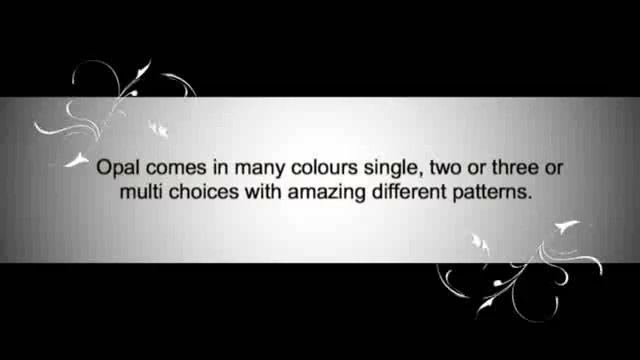 Opal comes in many colours single, two or three or
multi choices with amazing different patterns.